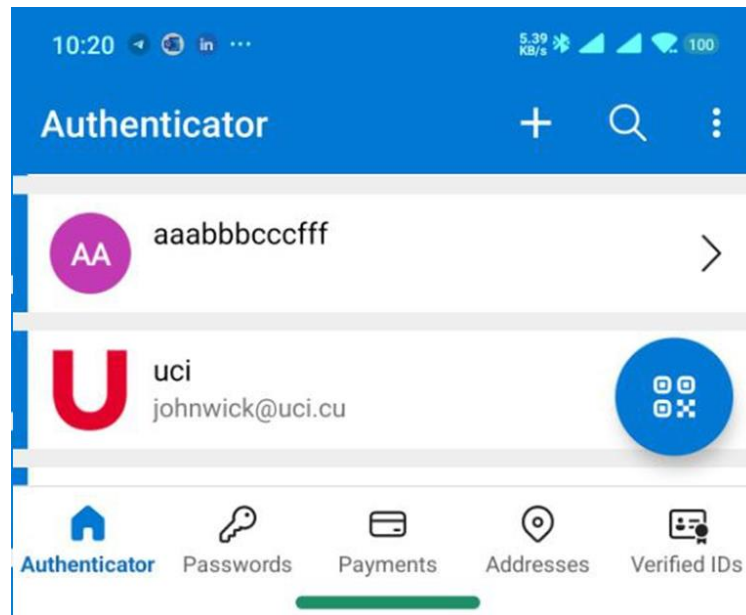 10:20 in ... 5.39 KB/s 100
Authenticator
AA aaabbbcccfff
U uci
johnwick@uci.cu
Authenticator Passwords Payments Addresses Verified IDs